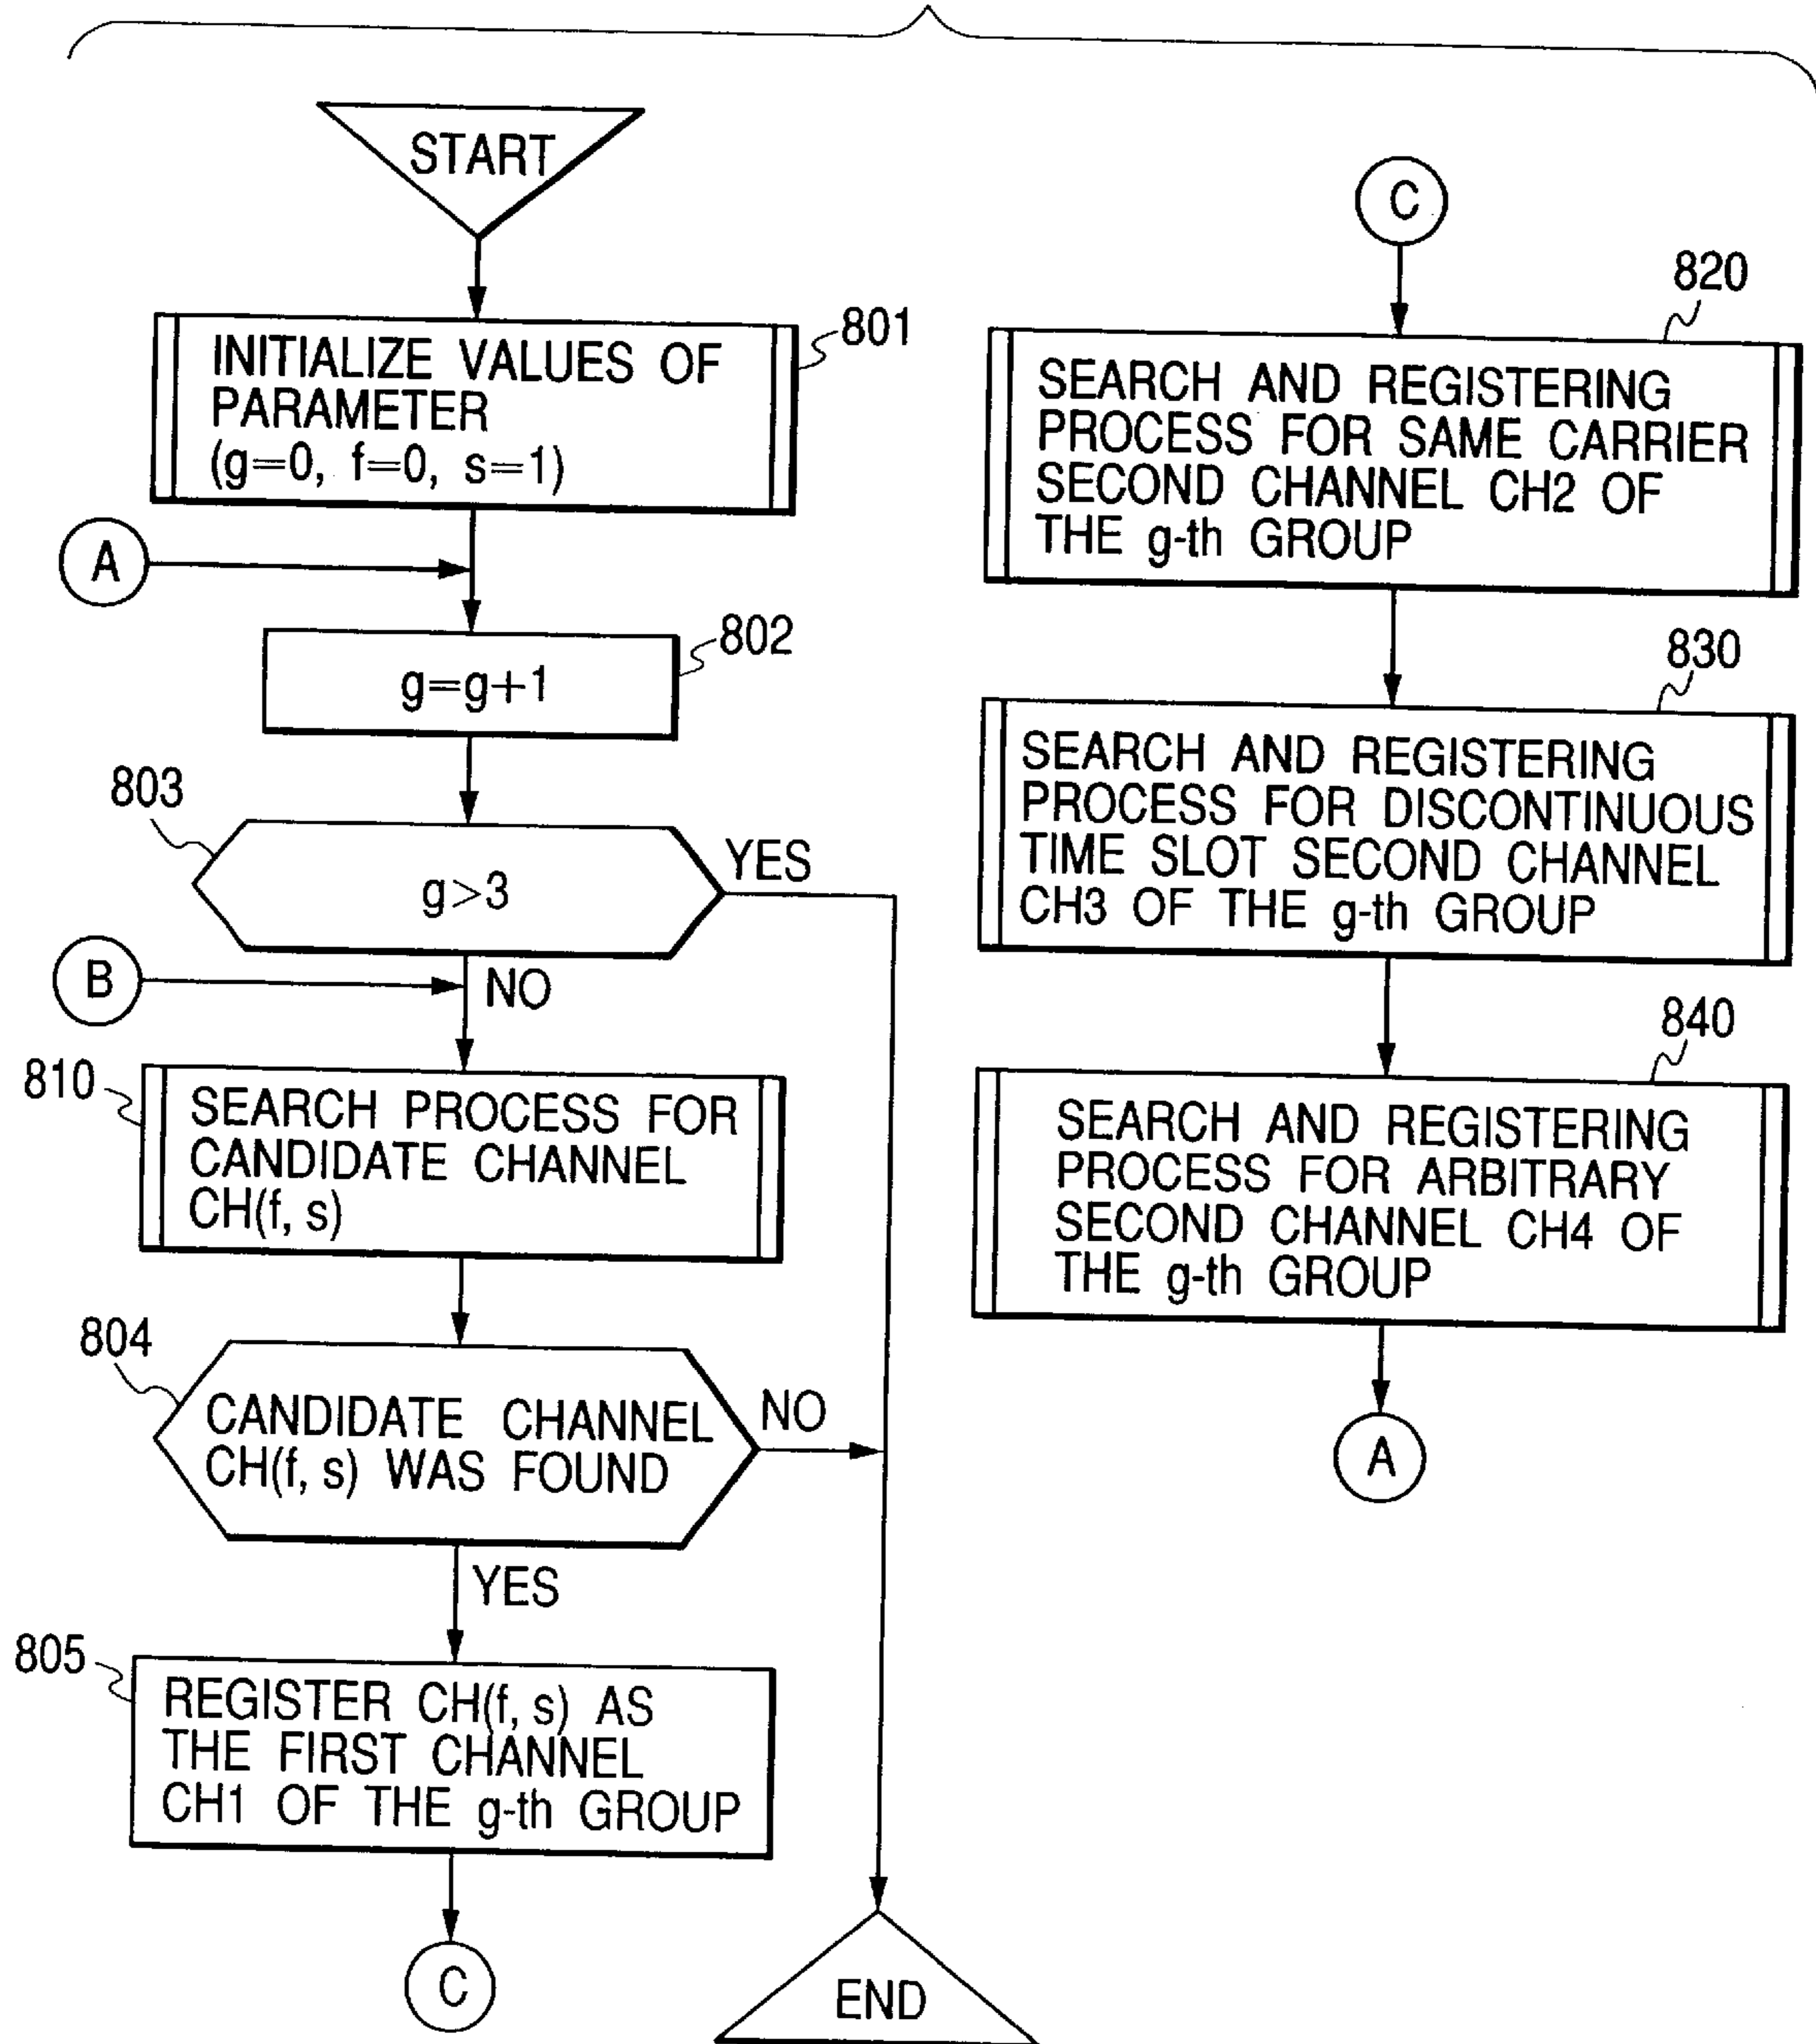 START
801
INITIALIZE VALUES OF
PARAMETER
(g=0, f=0, s=1)
A
802
g=g+1
803
g>3
YES
B
NO
810
SEARCH PROCESS FOR
CANDIDATE CHANNEL
CH(f, s)
804
CANDIDATE CHANNEL
CH(f, s) WAS FOUND
NO
YES
805
REGISTER CH(f, s) AS
THE FIRST CHANNEL
CH1 OF THE g-th GROUP
C
END
C
820
SEARCH AND REGISTERING
PROCESS FOR SAME CARRIER
SECOND CHANNEL CH2 OF
THE g-th GROUP
830
SEARCH AND REGISTERING
PROCESS FOR DISCONTINUOUS
TIME SLOT SECOND CHANNEL
CH3 OF THE g-th GROUP
840
SEARCH AND REGISTERING
PROCESS FOR ARBITRARY
SECOND CHANNEL CH4 OF
THE g-th GROUP
A